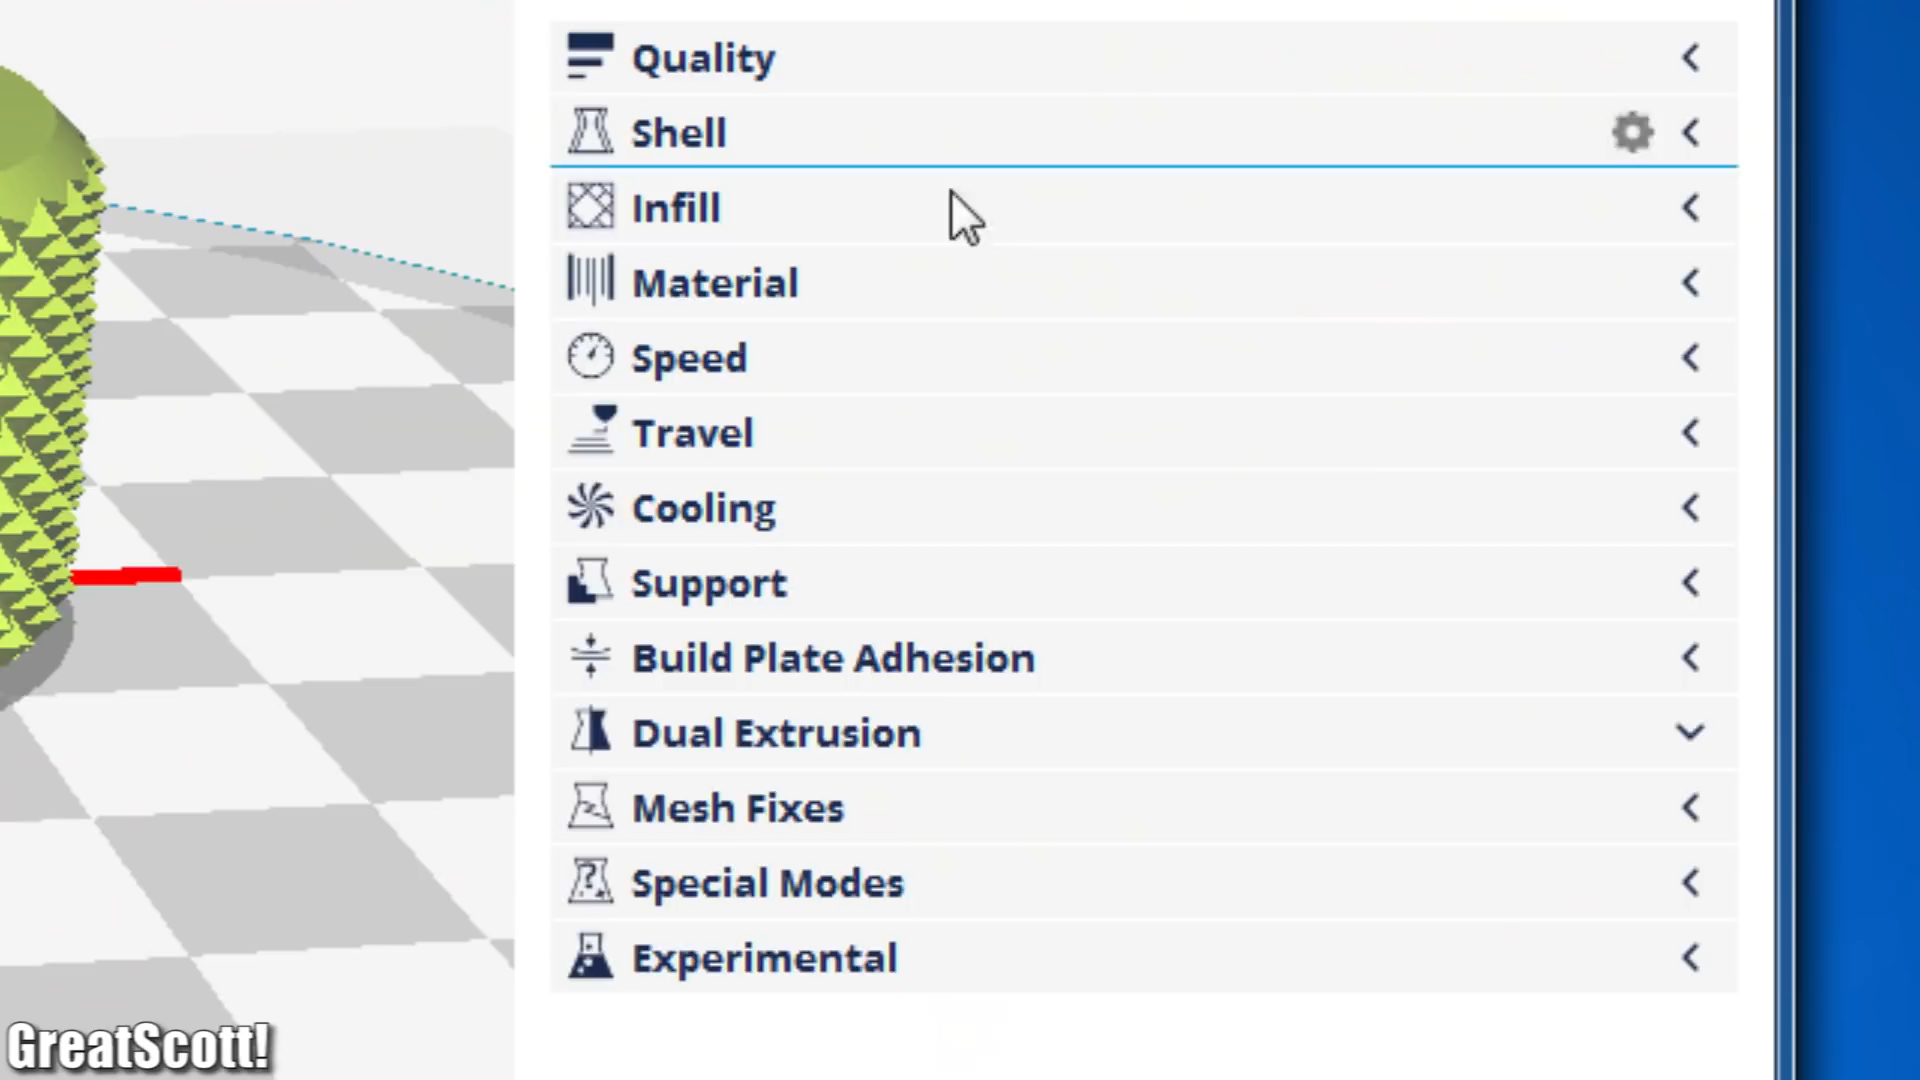 Quality
Shell
Infill
Material
Speed
Travel
Cooling
Support
Build Plate Adhesion
Dual Extrusion
Mesh Fixes
Special Modes
Experimental
GreatScott!